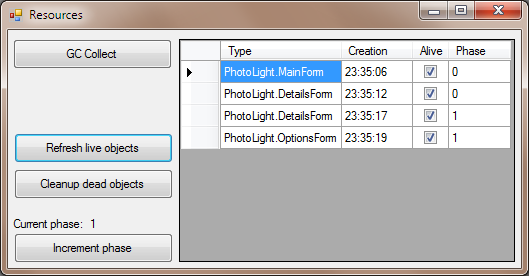 Resources
GC Collect
Refresh live objects
Cleanup dead objects
Current phase: 1
Increment phase
Type Creation Alive Phase
PhotoLight.MainForm 23:35:06 0
PhotoLight.DetailsForm 23:35:12 0
PhotoLight.DetailsForm 23:35:17 1
PhotoLight.OptionsForm 23:35:19 1